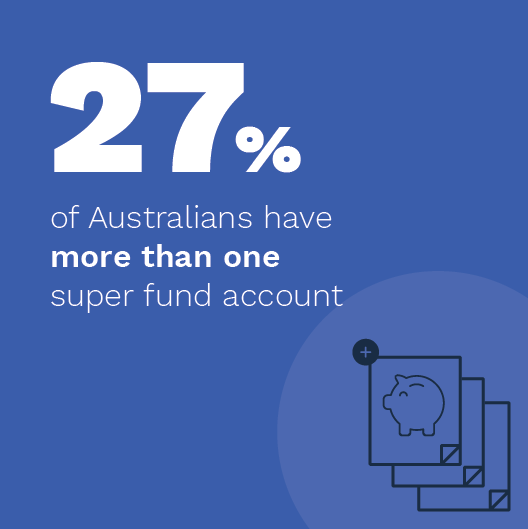 27%
of Australians have
more than one
super fund account